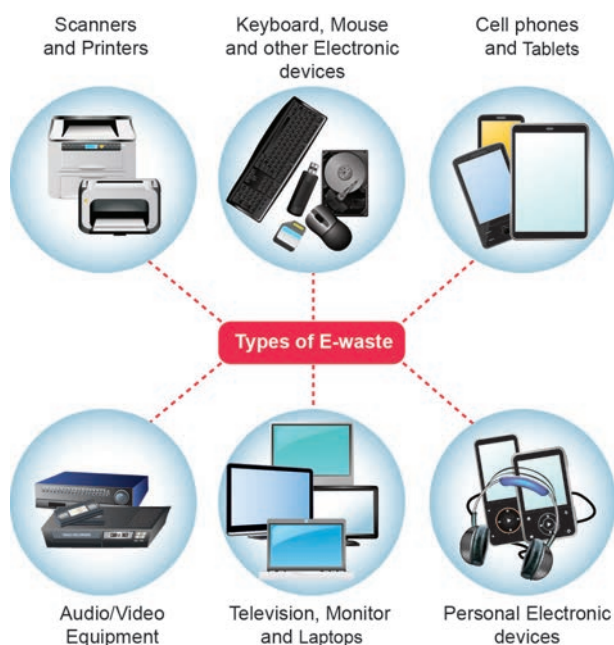 Scanners
and Printers
Keyboard, Mouse
and other Electronic
devices
Cell phones
and Tablets
Types of E-waste
Audio/Video
Equipment
Television, Monitor
and Laptops
Personal Electronic
devices